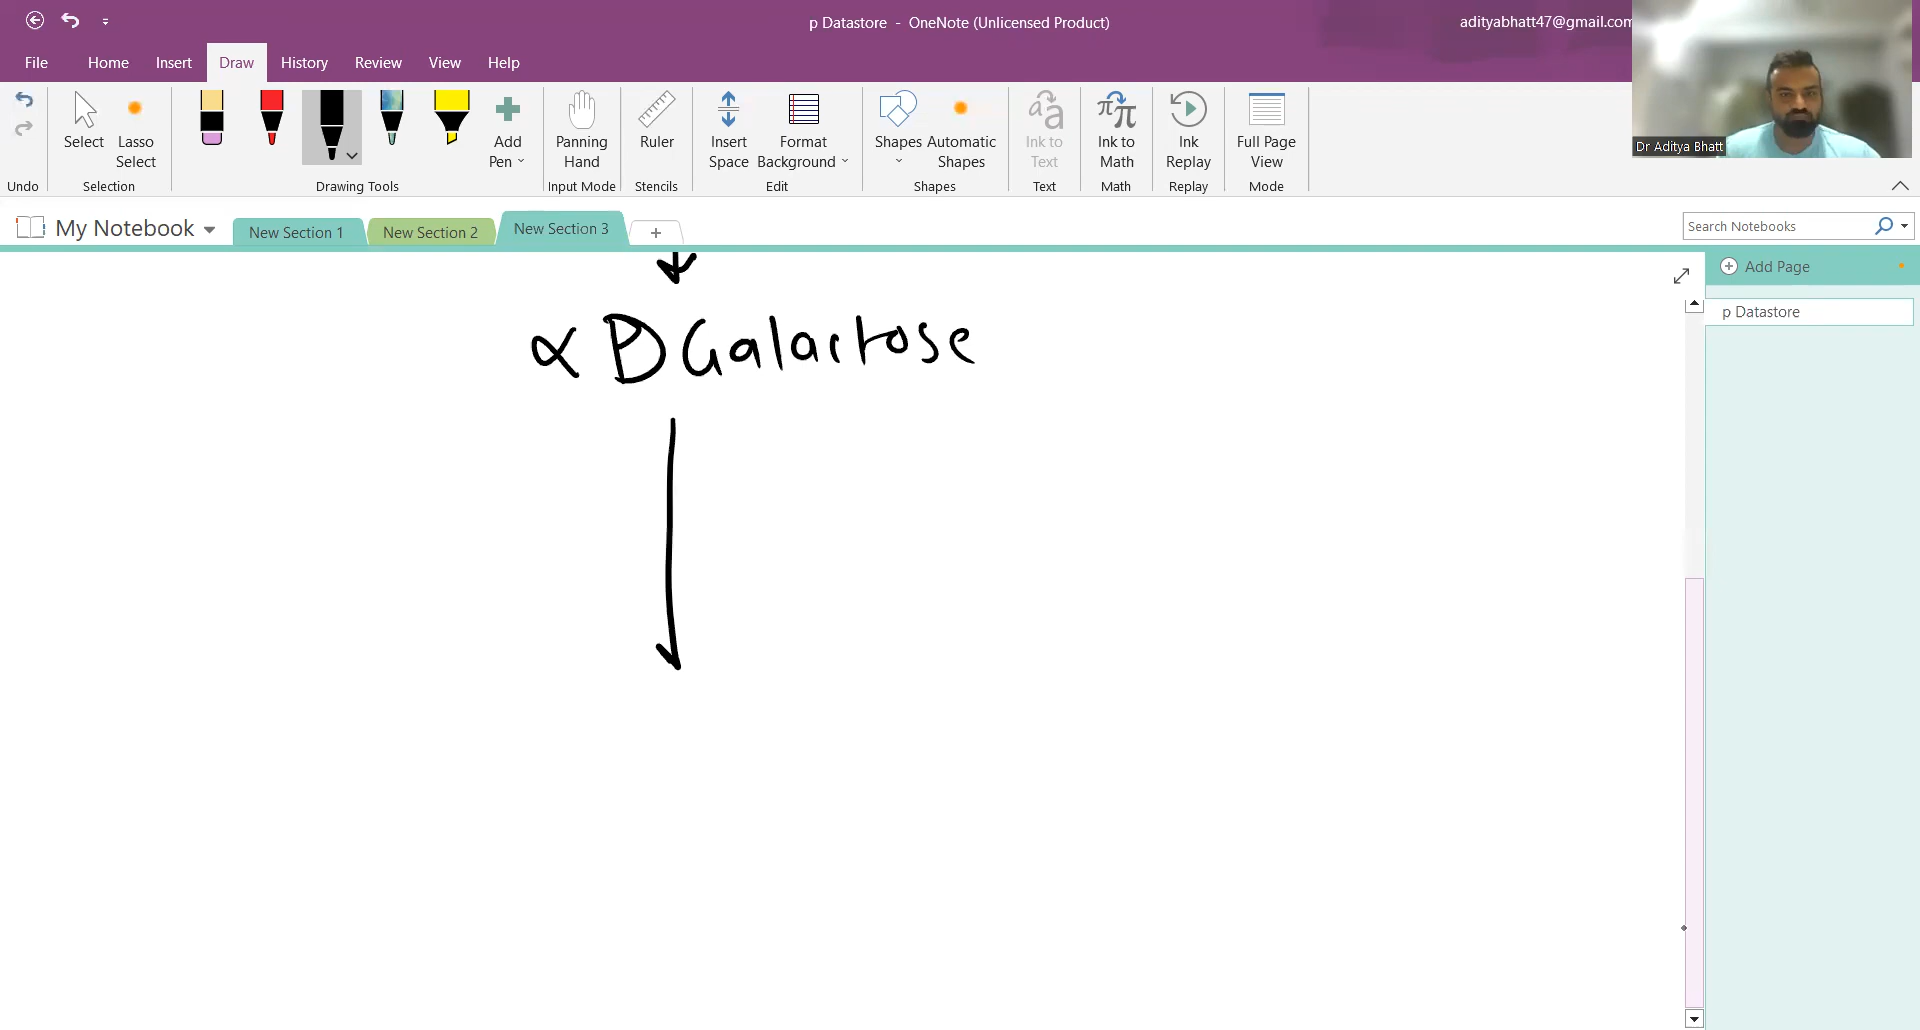 p Datastore - OneNote (Unlicensed Product)
adityabhatt47@gmail.com
File Home Insert Draw History Review View Help
Select
Lasso Select
Add Pen
Panning Hand
Ruler
Insert Space
Format Background
Shapes
Automatic Shapes
Ink to Text
Ink to Math
Ink Replay
Full Page View
Dr Aditya Bhatt
Undo Selection Drawing Tools Input Mode Stencils Edit Shapes Text Math Replay Mode
My Notebook New Section 1 New Section 2 New Section 3
Search Notebooks
Add Page
p Datastore
∝ D Galactose